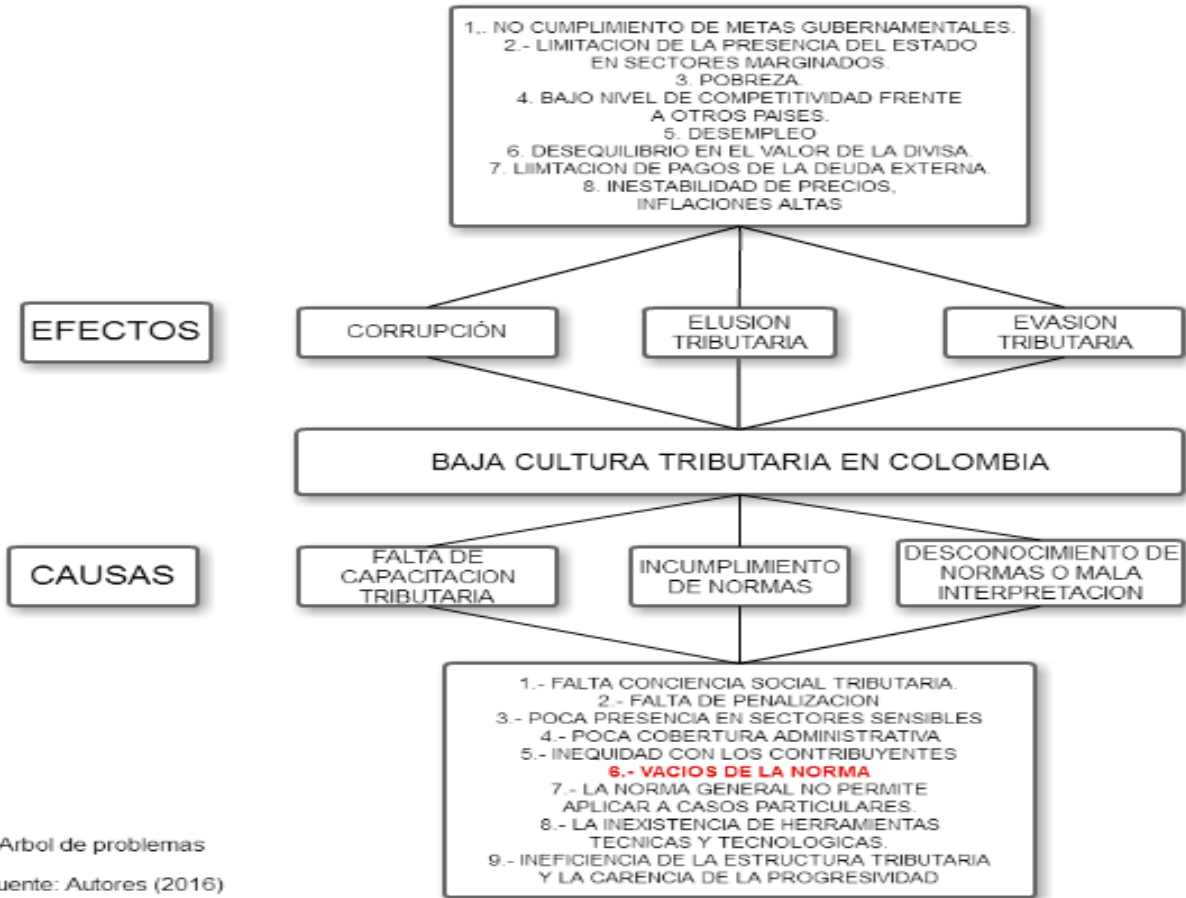 1,. NO CUMPLIMIENTO DE METAS GUBERNAMENTALES.
2.- LIMITACION DE LA PRESENCIA DEL ESTADO
EN SECTORES MARGINADOS.
3. POBREZA.
4. BAJO NIVEL DE COMPETITIVIDAD FRENTE
A OTROS PAISES.
5. DESEMPLEO
6. DESEQUILIBRIO EN EL VALOR DE LA DIVISA.
7. LIIMTACION DE PAGOS DE LA DEUDA EXTERNA.
8. INESTABILIDAD DE PRECIOS,
INFLACIONES ALTAS
EFECTOS
CORRUPCIÓN
ELUSION
TRIBUTARIA
EVASION
TRIBUTARIA
BAJA CULTURA TRIBUTARIA EN COLOMBIA
CAUSAS
FALTA DE
CAPACITACION
TRIBUTARIA
INCUMPLIMIENTO
DE NORMAS
DESCONOCIMIENTO DE
NORMAS O MALA
INTERPRETACION
1.- FALTA CONCIENCIA SOCIAL TRIBUTARIA.
2.- FALTA DE PENALIZACION
3.- POCA PRESENCIA EN SECTORES SENSIBLES
4.- POCA COBERTURA ADMINISTRATIVA
5.- INEQUIDAD CON LOS CONTRIBUYENTES
6.- VACIOS DE LA NORMA
7.- LA NORMA GENERAL NO PERMITE
APLICAR A CASOS PARTICULARES.
8.- LA INEXISTENCIA DE HERRAMIENTAS
TECNICAS Y TECNOLOGICAS.
9.- INEFICIENCIA DE LA ESTRUCTURA TRIBUTARIA
Y LA CARENCIA DE LA PROGRESIVIDAD
Arbol de problemas
uente: Autores (2016)